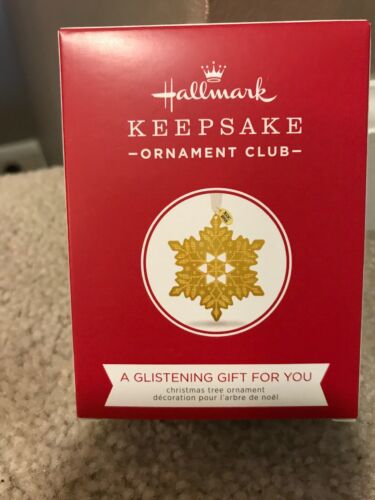 Hallmark
KEEPSAKE
–ORNAMENT CLUB–
A GLISTENING GIFT FOR YOU
christmas tree ornament
décoration pour l'arbre de noël